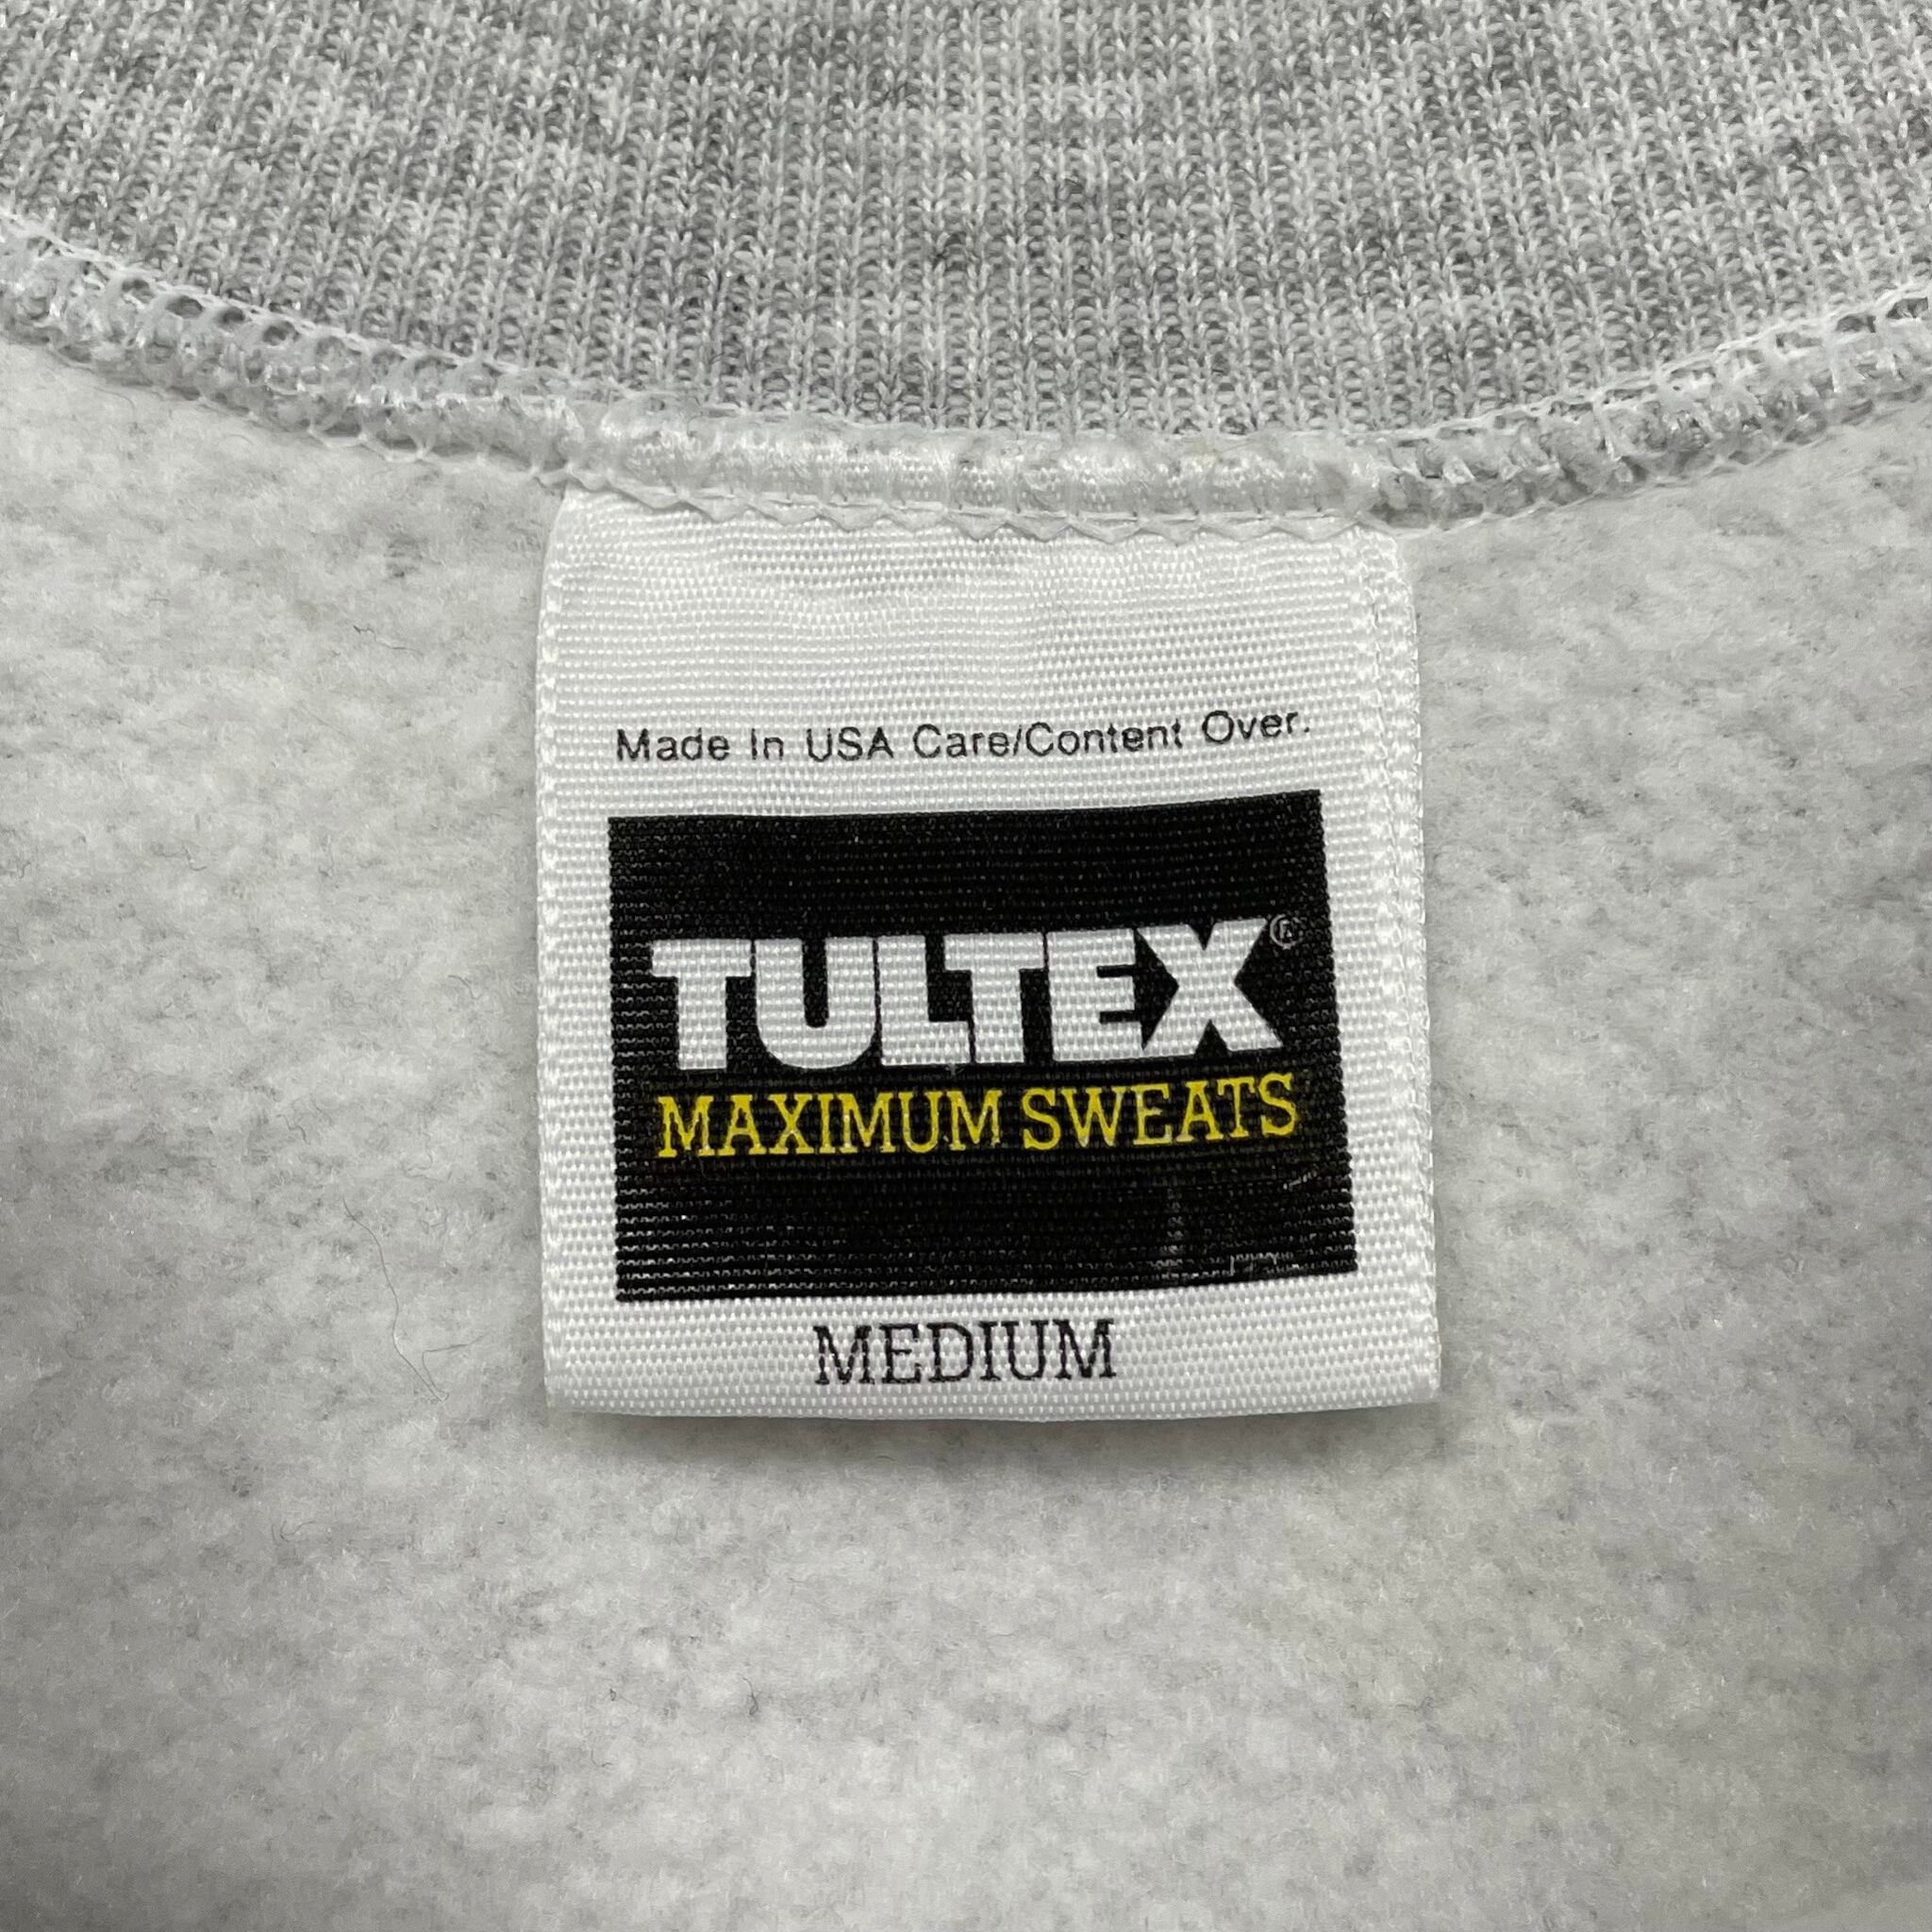 Made In USA Care/Content Over.
TULTEX®
MAXIMUM SWEATS
MEDIUM